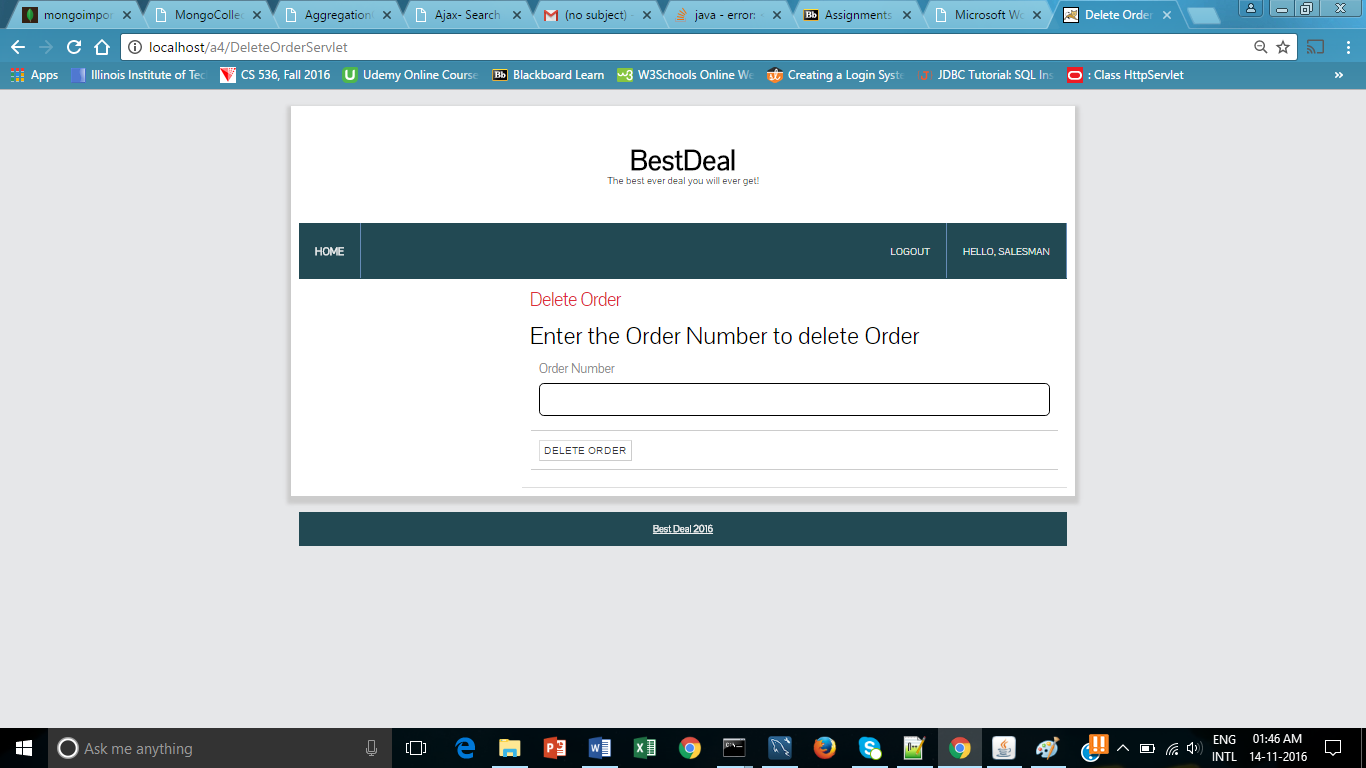 mongoimpor
MongoCollec
Aggregation
Ajax- Search
(no subject) -
java - error:
Assignments
Microsoft Wo
Delete Order
localhost/a4/DeleteOrderServlet
Apps
Illinois Institute of Tec
CS 536, Fall 2016
Udemy Online Course
Bb
Blackboard Learn
W3Schools Online We
Creating a Login Syste
JDBC Tutorial: SQL Ins
: Class HttpServlet
»
BestDeal
The best ever deal you will ever get!
HOME
LOGOUT
HELLO, SALESMAN
Delete Order
Enter the Order Number to delete Order
Order Number
DELETE ORDER
Best Deal 2016
Ask me anything
ENG
INTL
01:46 AM
14-11-2016